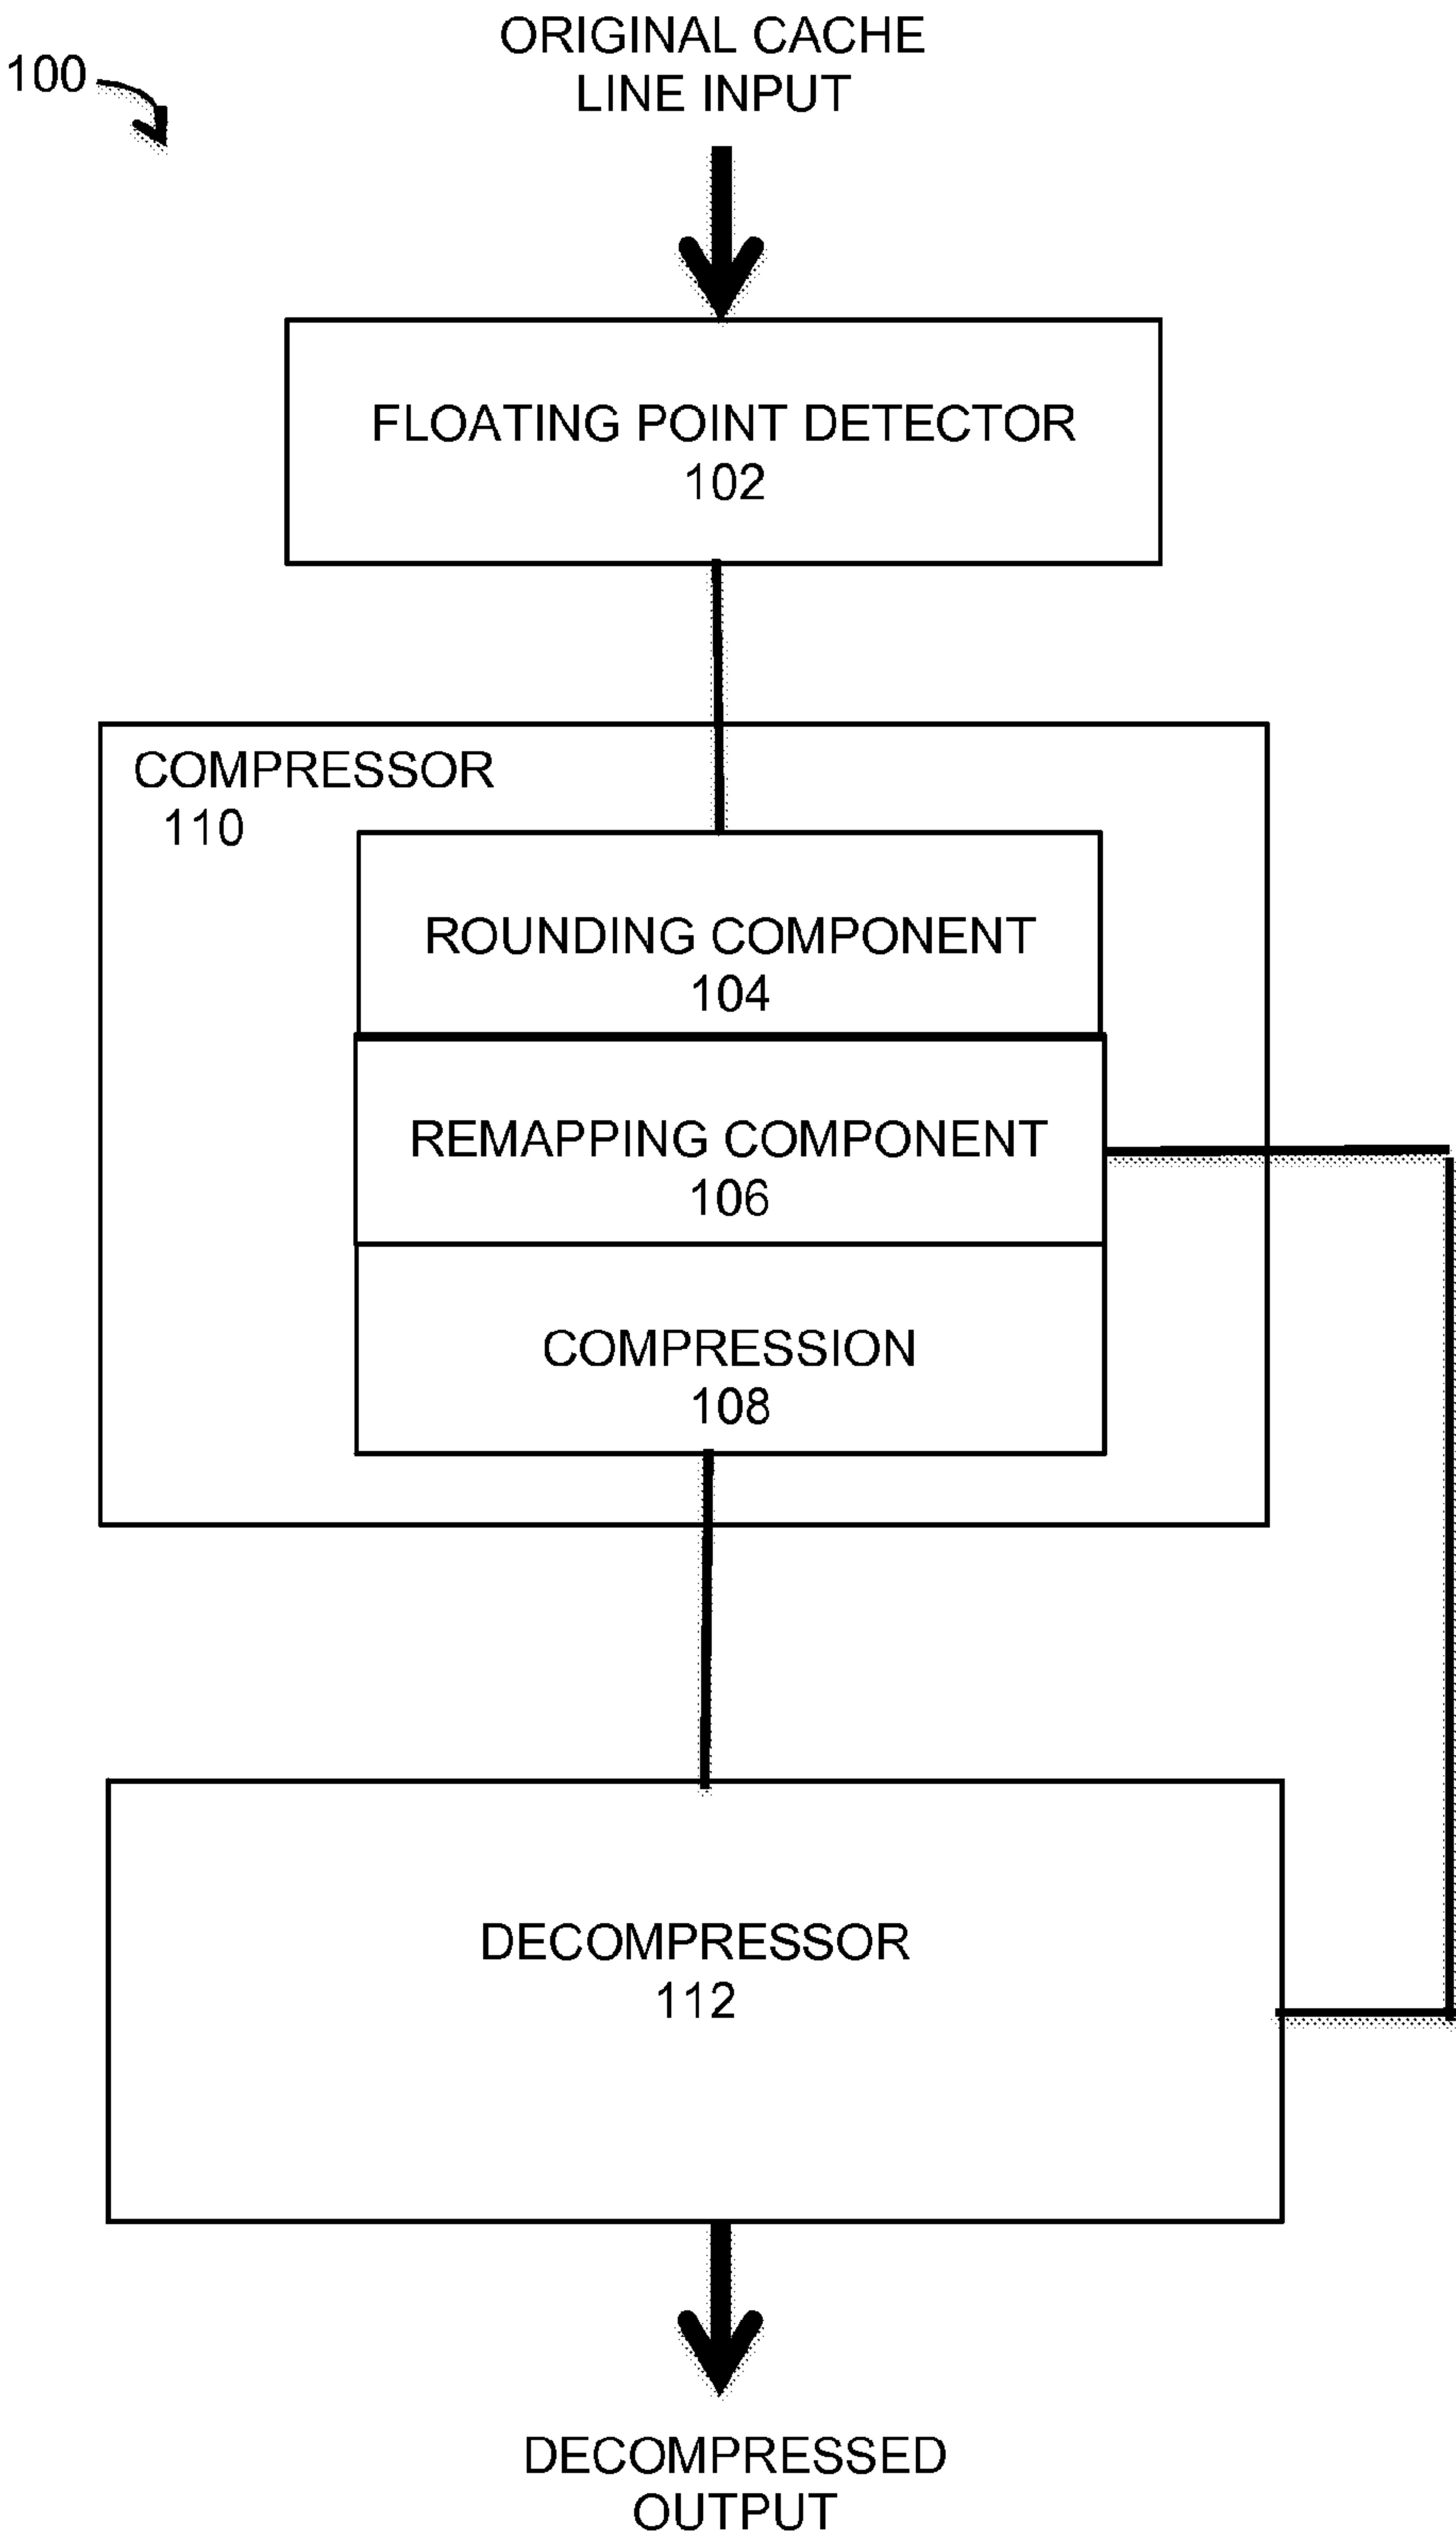 100
ORIGINAL CACHE
LINE INPUT
FLOATING POINT DETECTOR
102
COMPRESSOR
110
ROUNDING COMPONENT
104
REMAPPING COMPONENT
106
COMPRESSION
108
DECOMPRESSOR
112
DECOMPRESSED
OUTPUT